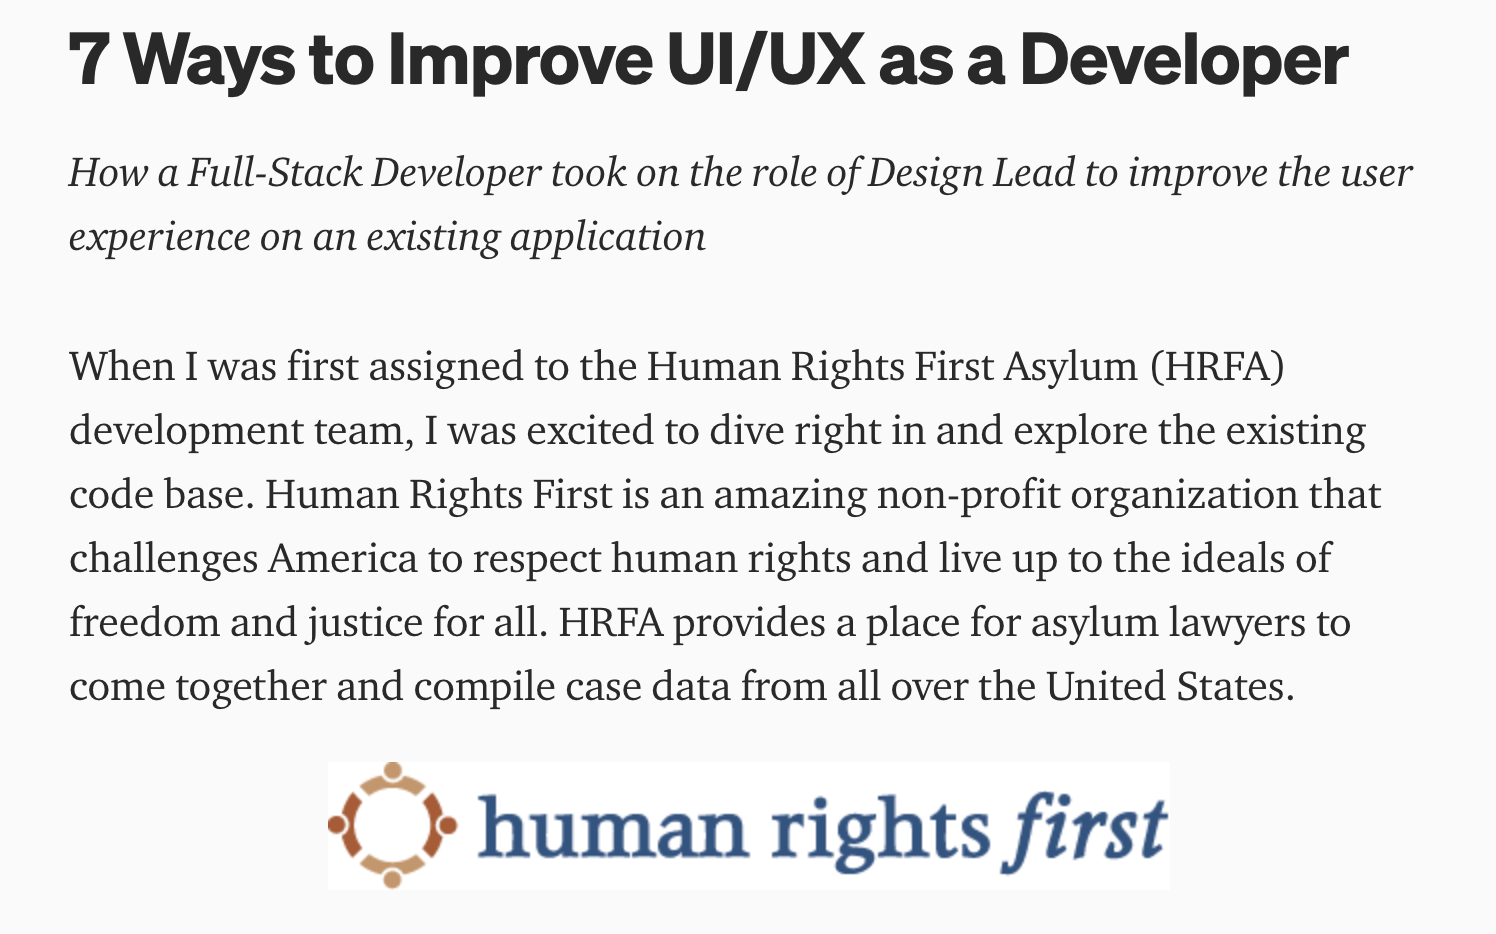 7 Ways to Improve UI/UX as a Developer
How a Full-Stack Developer took on the role of Design Lead to improve the user
experience on an existing application
When I was first assigned to the Human Rights First Asylum (HRFA)
development team, I was excited to dive right in and explore the existing
code base. Human Rights First is an amazing non-profit organization that
challenges America to respect human rights and live up to the ideals of
freedom and justice for all. HRFA provides a place for asylum lawyers to
come together and compile case data from all over the United States.
human rights first